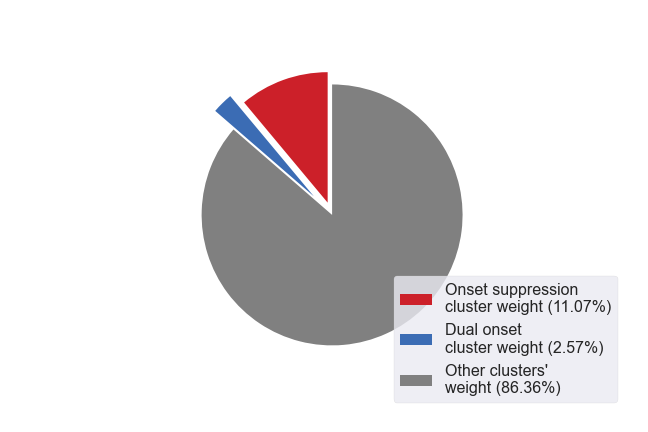 Onset suppression
cluster weight (11.07%)
Dual onset
cluster weight (2.57%)
Other clusters'
weight (86.36%)